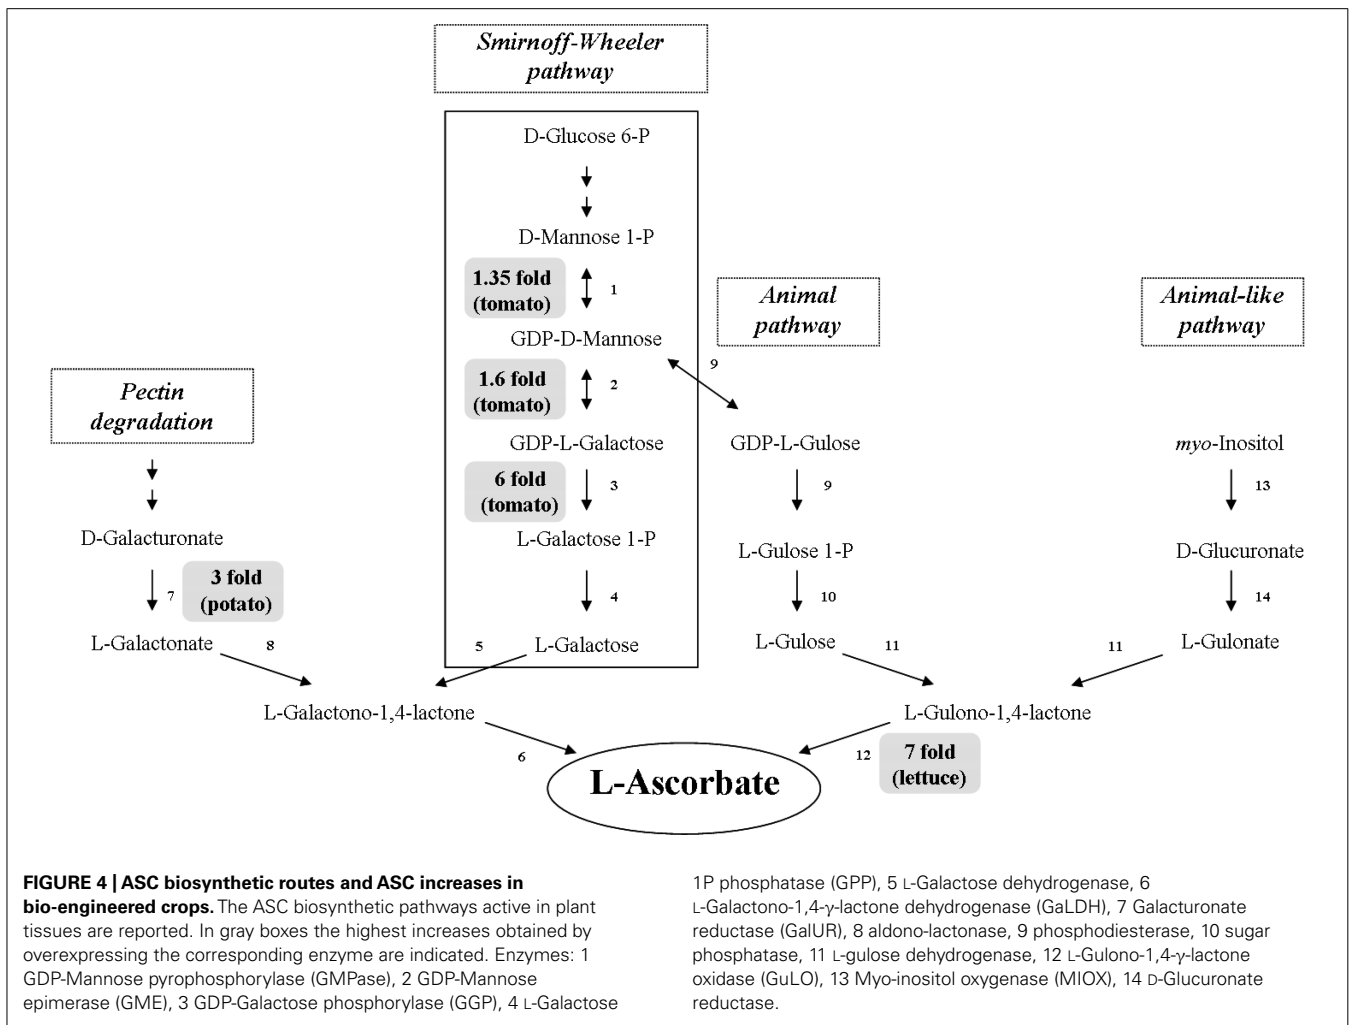 Smirnoff-Wheeler
pathway
D-Glucose 6-P
D-Mannose 1-P
1.35 fold
(tomato)
1
GDP-D-Mannose
1.6 fold
(tomato)
2
GDP-L-Galactose
6 fold
(tomato)
3
L-Galactose 1-P
4
L-Galactose
5
Animal
pathway
9
GDP-L-Gulose
9
L-Gulose 1-P
10
L-Gulose
11
Animal-like
pathway
myo-Inositol
13
D-Glucuronate
14
L-Gulonate
11
Pectin
degradation
D-Galacturonate
7
3 fold
(potato)
L-Galactonate
8
L-Galactono-1,4-lactone
6
L-Gulono-1,4-lactone
12
7 fold
(lettuce)
L-Ascorbate
FIGURE 4 | ASC biosynthetic routes and ASC increases in
bio-engineered crops. The ASC biosynthetic pathways active in plant
tissues are reported. In gray boxes the highest increases obtained by
overexpressing the corresponding enzyme are indicated. Enzymes: 1
GDP-Mannose pyrophosphorylase (GMPase), 2 GDP-Mannose
epimerase (GME), 3 GDP-Galactose phosphorylase (GGP), 4 L-Galactose
1P phosphatase (GPP), 5 L-Galactose dehydrogenase, 6
L-Galactono-1,4-γ-lactone dehydrogenase (GaLDH), 7 Galacturonate
reductase (GalUR), 8 aldono-lactonase, 9 phosphodiesterase, 10 sugar
phosphatase, 11 L-gulose dehydrogenase, 12 L-Gulono-1,4-γ-lactone
oxidase (GuLO), 13 Myo-inositol oxygenase (MIOX), 14 D-Glucuronate
reductase.